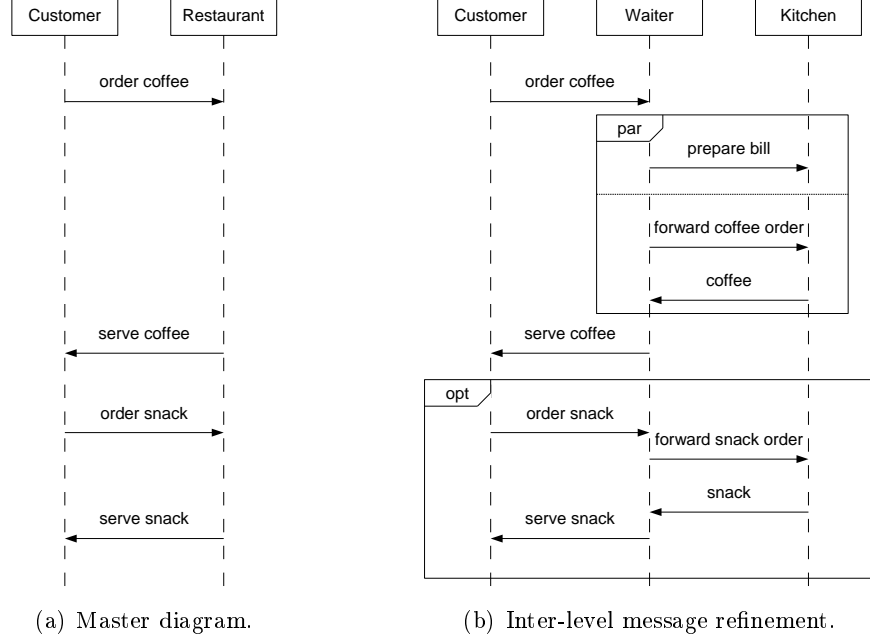 Customer
Restaurant
order coffee
serve coffee
order snack
serve snack
(a) Master diagram.
Customer
Waiter
Kitchen
order coffee
par
prepare bill
forward coffee order
coffee
serve coffee
opt
order snack
forward snack order
snack
serve snack
(b) Inter-level message refinement.